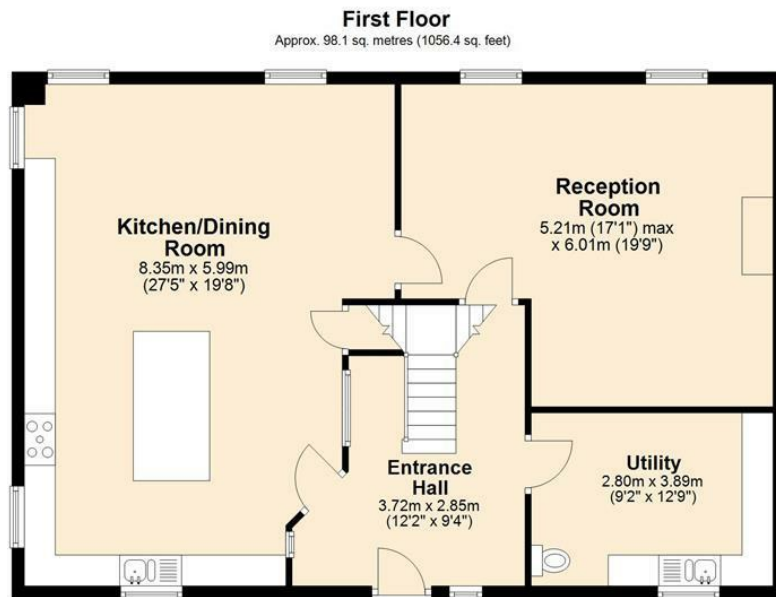 First Floor
Approx. 98.1 sq. metres (1056.4 sq. feet)
Kitchen/Dining
Room
8.35m x 5.99m
(27'5" x 19'8")
Reception
Room
5.21m (17'1") max
x 6.01m (19'9")
Entrance
Hall
3.72m x 2.85m
(12'2" x 9'4")
Utility
2.80m x 3.89m
(9'2" x 12'9")